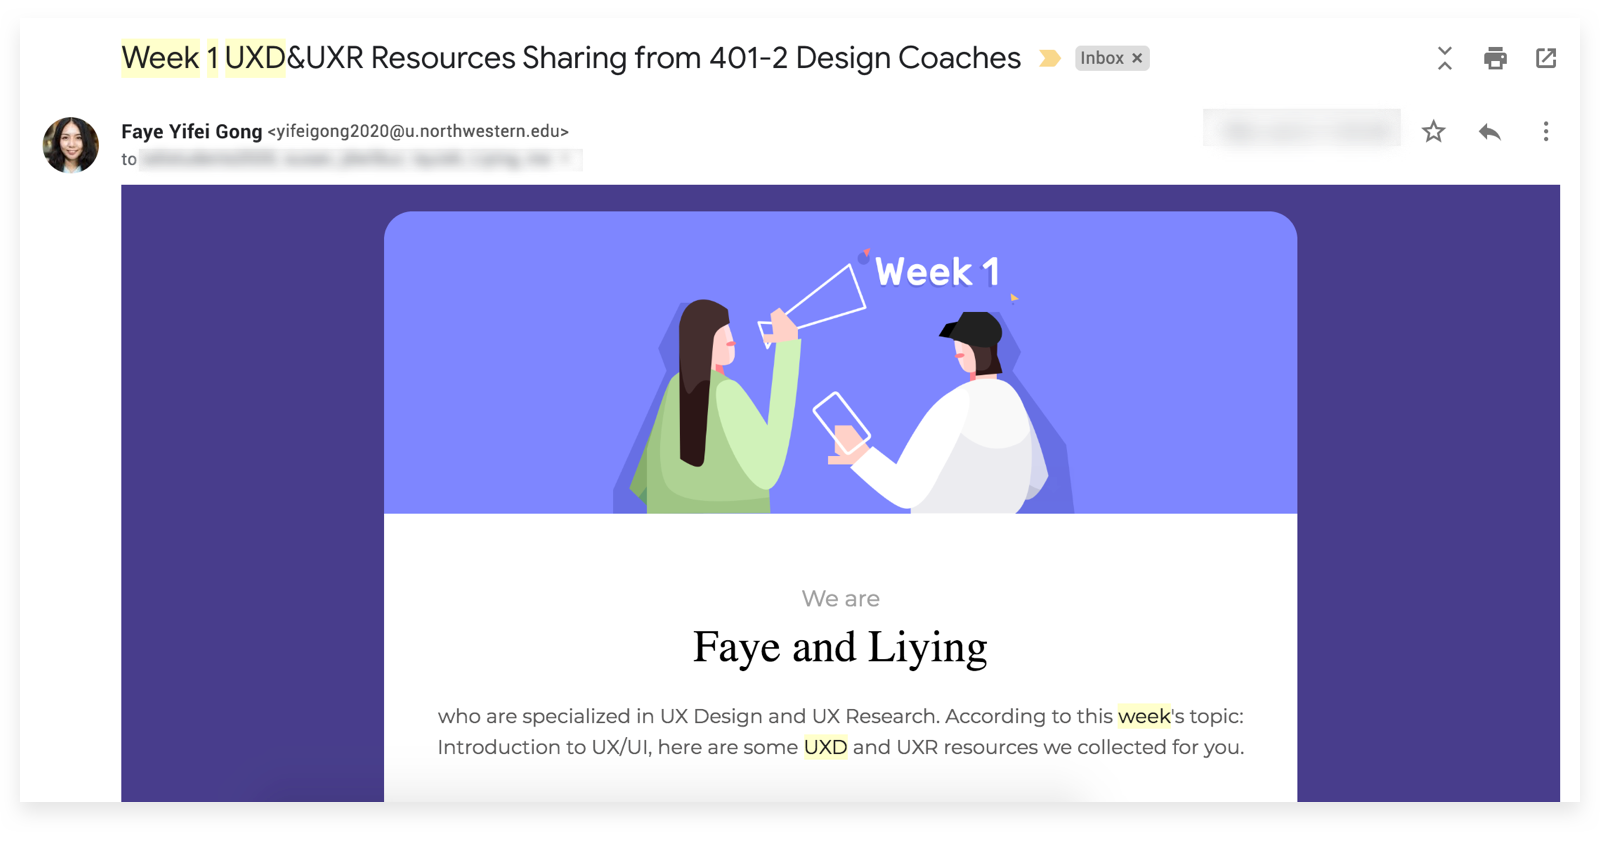 Week 1 UXD&UXR Resources Sharing from 401-2 Design Coaches Inbox ×
Faye Yifei Gong <yifeigong2020@u.northwestern.edu>
to
Week 1
We are
Faye and Liying
who are specialized in UX Design and UX Research. According to this week's topic:
Introduction to UX/UI, here are some UXD and UXR resources we collected for you.